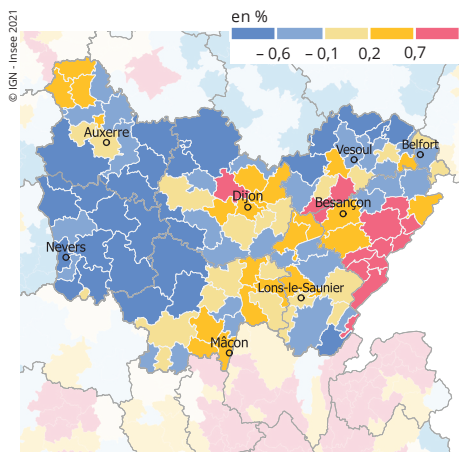 en %
– 0,6 – 0,1 0,2 0,7
© IGN - Insee 2021
Auxerre
Vesoul
Belfort
Dijon
Besançon
Nevers
Lons-le-Saunier
Mâcon